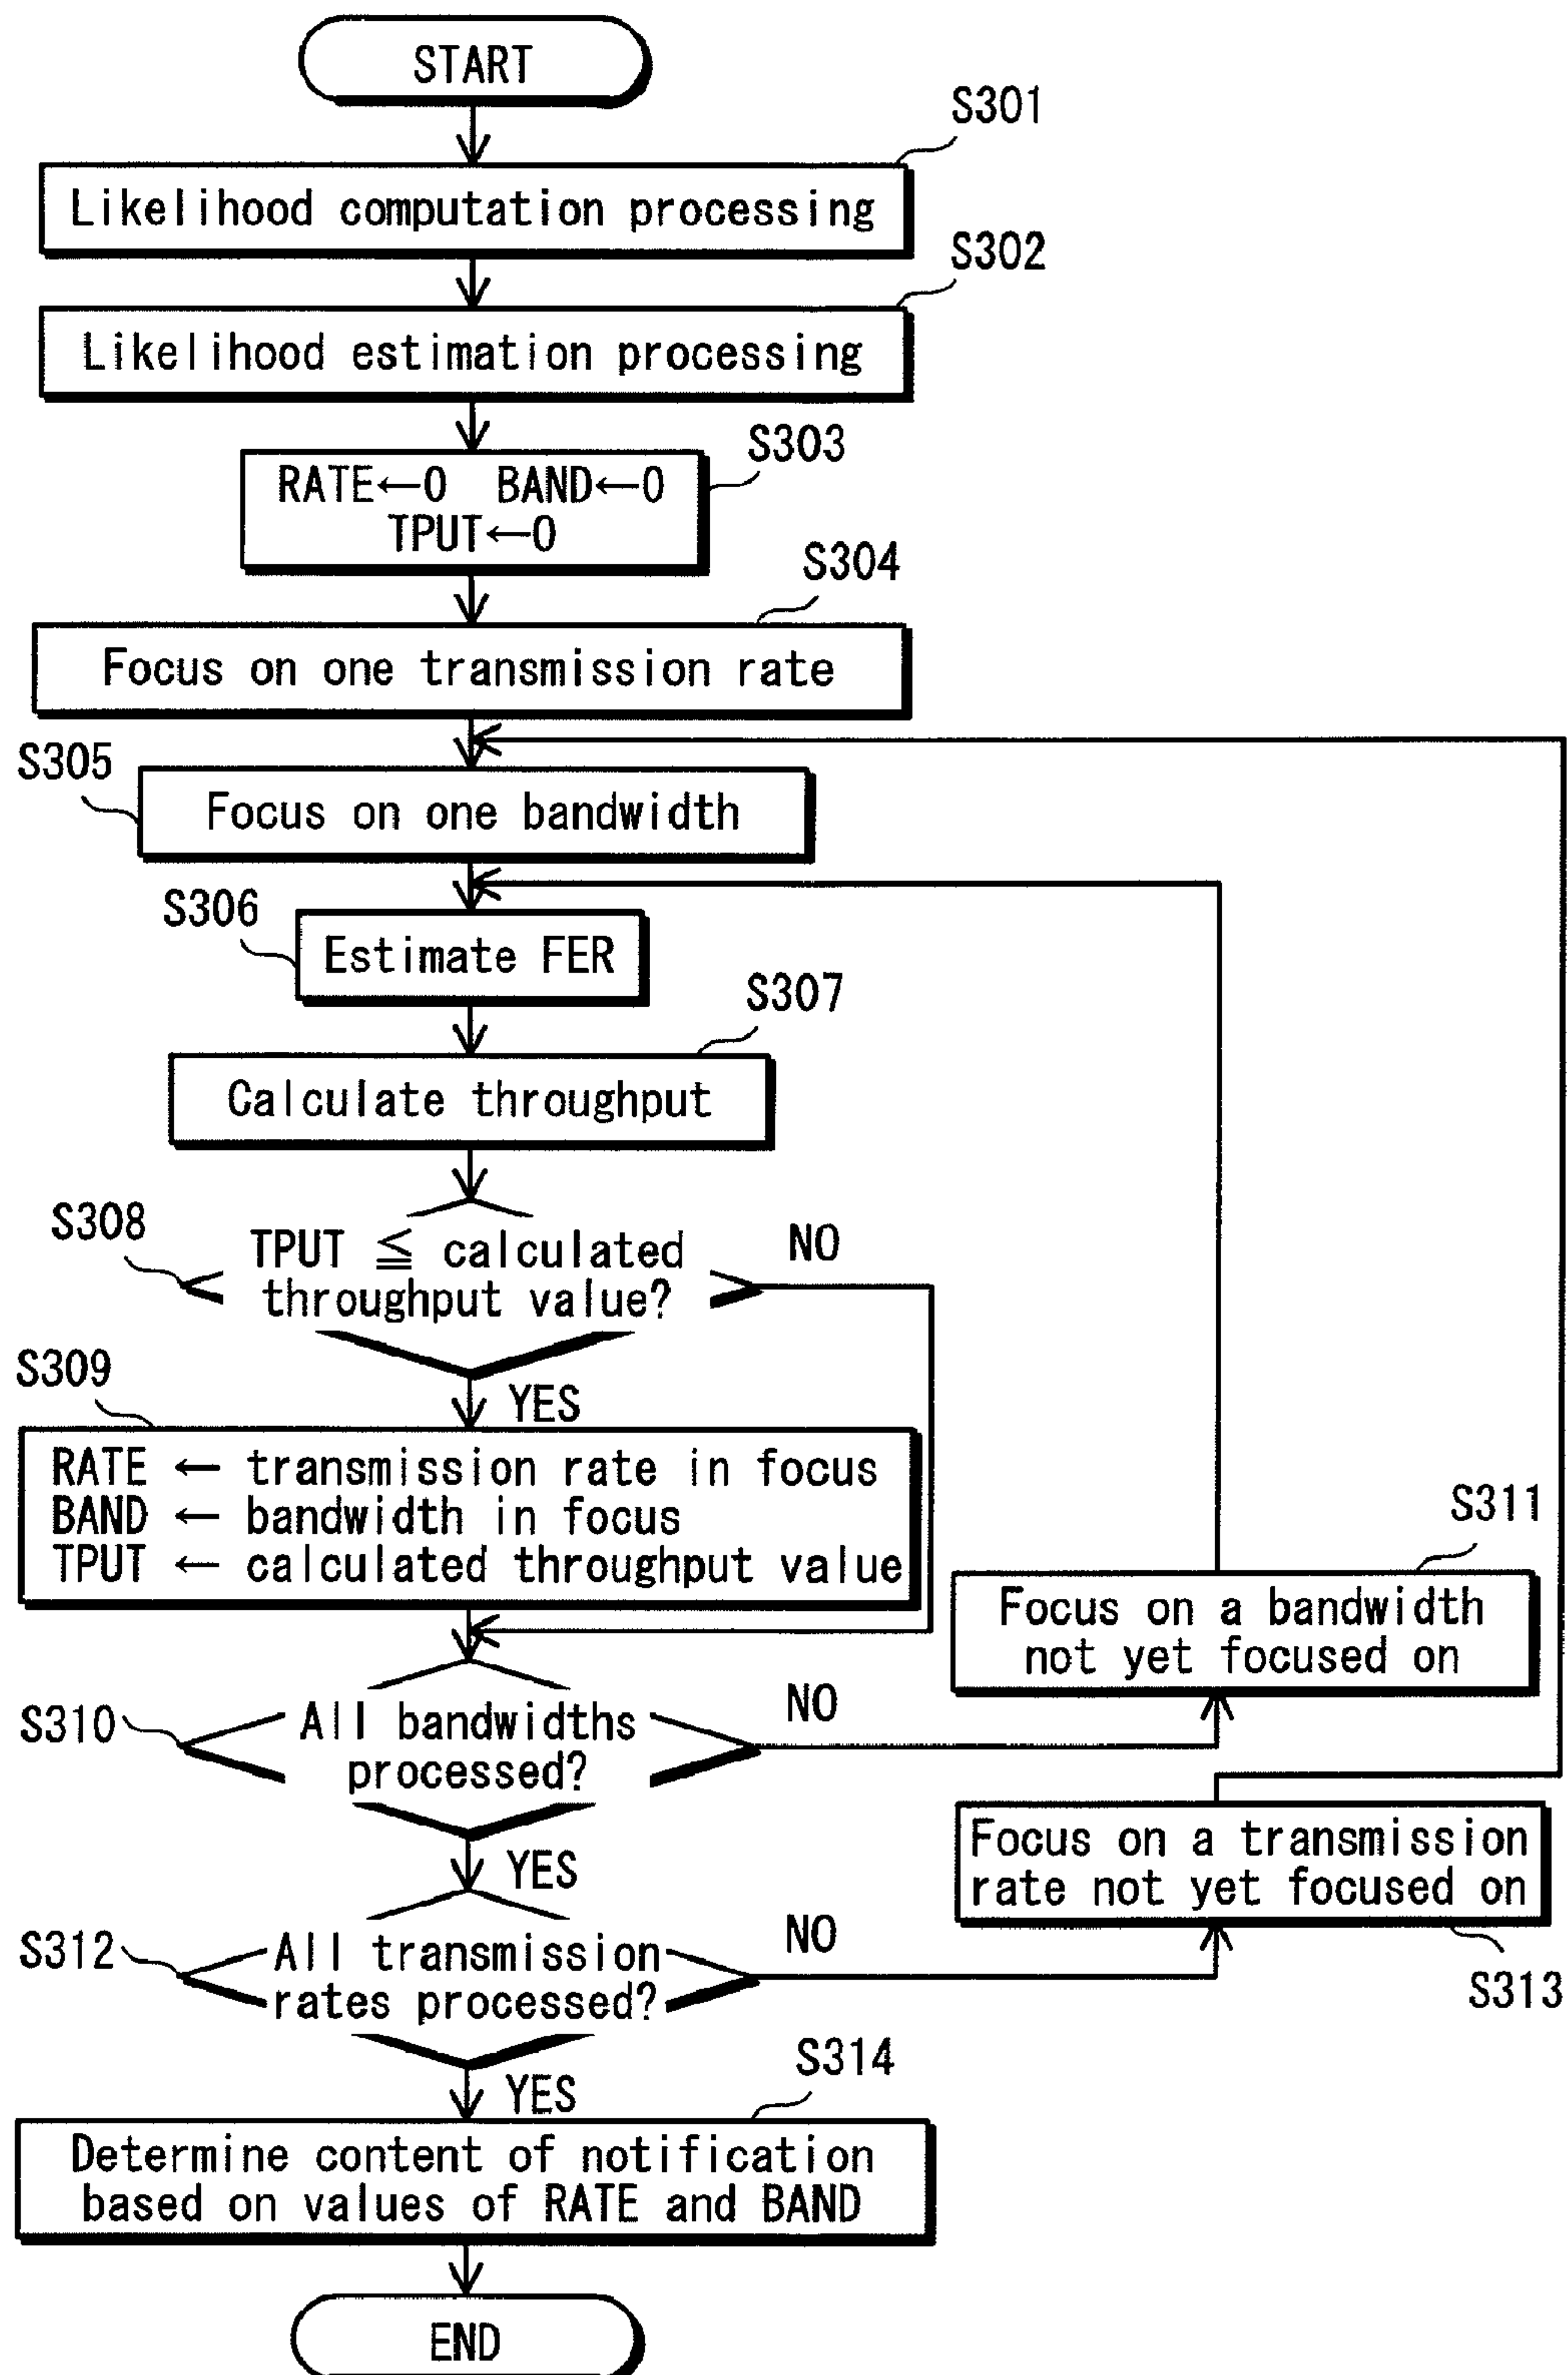 START
S301
Likelihood computation processing
S302
Likelihood estimation processing
S303
RATE←0 BAND←0
TPUT←0
S304
Focus on one transmission rate
S305
Focus on one bandwidth
S306
Estimate FER
S307
Calculate throughput
S308
TPUT ≦ calculated
throughput value?
NO
YES
S309
RATE ← transmission rate in focus
BAND ← bandwidth in focus
TPUT ← calculated throughput value
S311
Focus on a bandwidth
not yet focused on
S310
All bandwidths
processed?
NO
YES
Focus on a transmission
rate not yet focused on
S313
S312
All transmission
rates processed?
NO
YES
S314
Determine content of notification
based on values of RATE and BAND
END